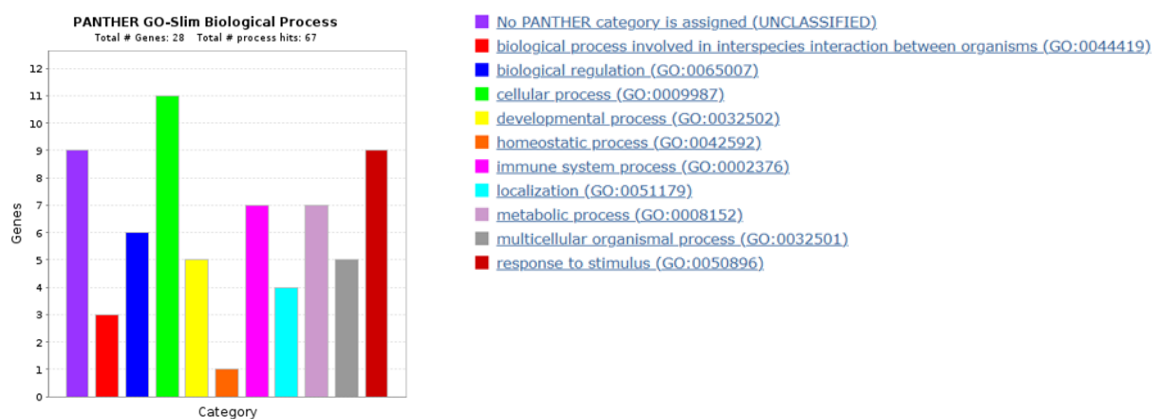 PANTHER GO-Slim Biological Process
Total # Genes: 28 Total # process hits: 67
12
11
10
9
8
7
6
5
4
3
2
1
0
Genes
Category
No PANTHER category is assigned (UNCLASSIFIED)
biological process involved in interspecies interaction between organisms (GO:0044419)
biological regulation (GO:0065007)
cellular process (GO:0009987)
developmental process (GO:0032502)
homeostatic process (GO:0042592)
immune system process (GO:0002376)
localization (GO:0051179)
metabolic process (GO:0008152)
multicellular organismal process (GO:0032501)
response to stimulus (GO:0050896)